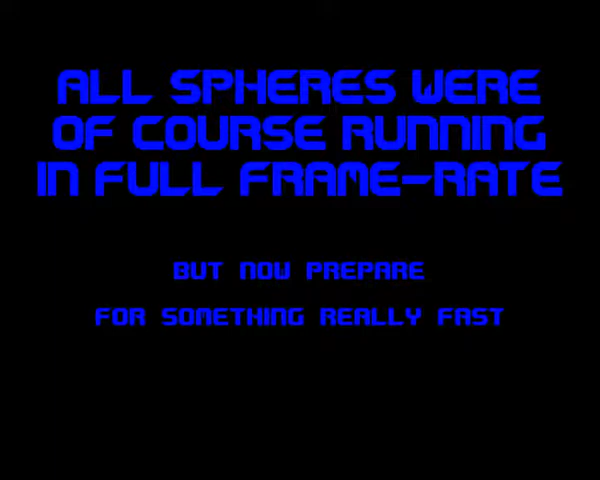 ALL SPHERES WERE
OF COURSE RUNNING
IN FULL FRAME-RATE
BUT NOW PREPARE
FOR SOMETHING REALLY FAST